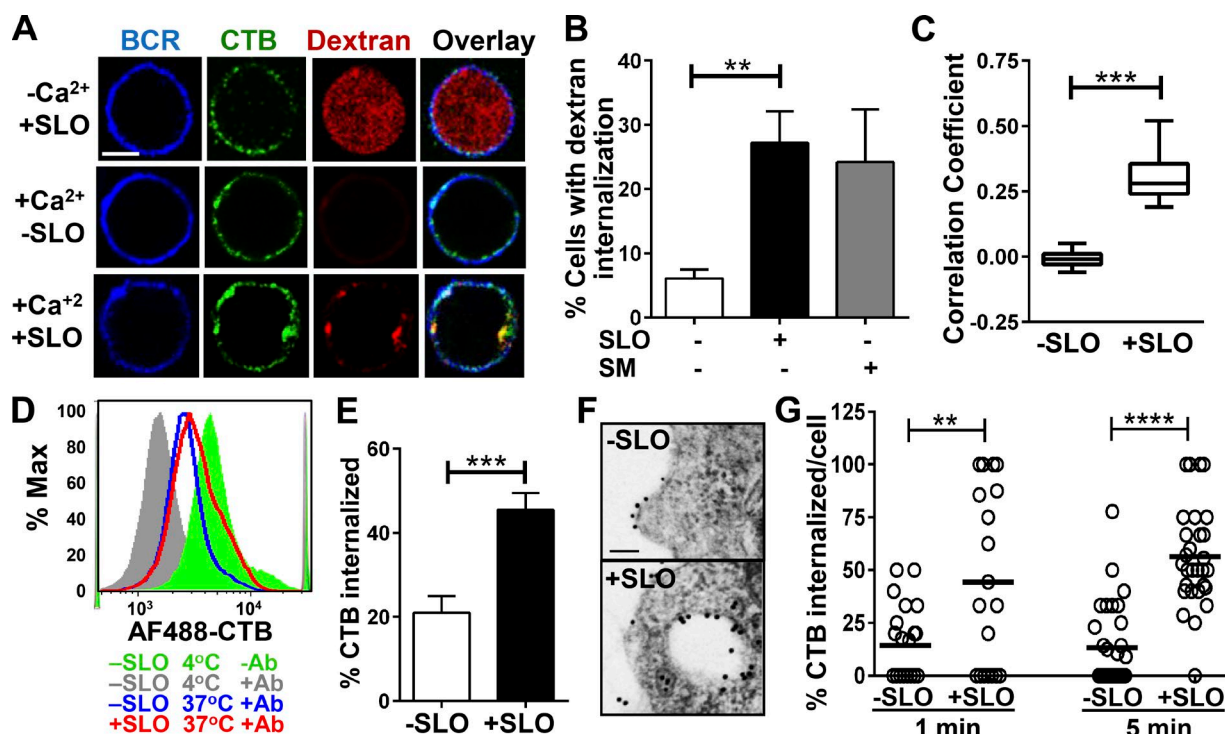 A
BCR CTB Dextran Overlay
-Ca2+
+SLO
+Ca2+
-SLO
+Ca+2
+SLO
B
**
% Cells with dextran
internalization
40
30
20
10
0
SLO - + -
SM - - +
C
***
Correlation Coefficient
0.75
0.50
0.25
0.00
-0.25
-SLO +SLO
D
% Max
100
80
60
40
20
0
10³ 10⁴
AF488-CTB
–SLO 4°C -Ab
–SLO 4°C +Ab
–SLO 37°C +Ab
+SLO 37°C +Ab
E
***
% CTB internalized
60
40
20
0
-SLO +SLO
F
-SLO
+SLO
G
** ****
% CTB internalized/cell
125
100
75
50
25
0
-SLO +SLO -SLO +SLO
1 min 5 min